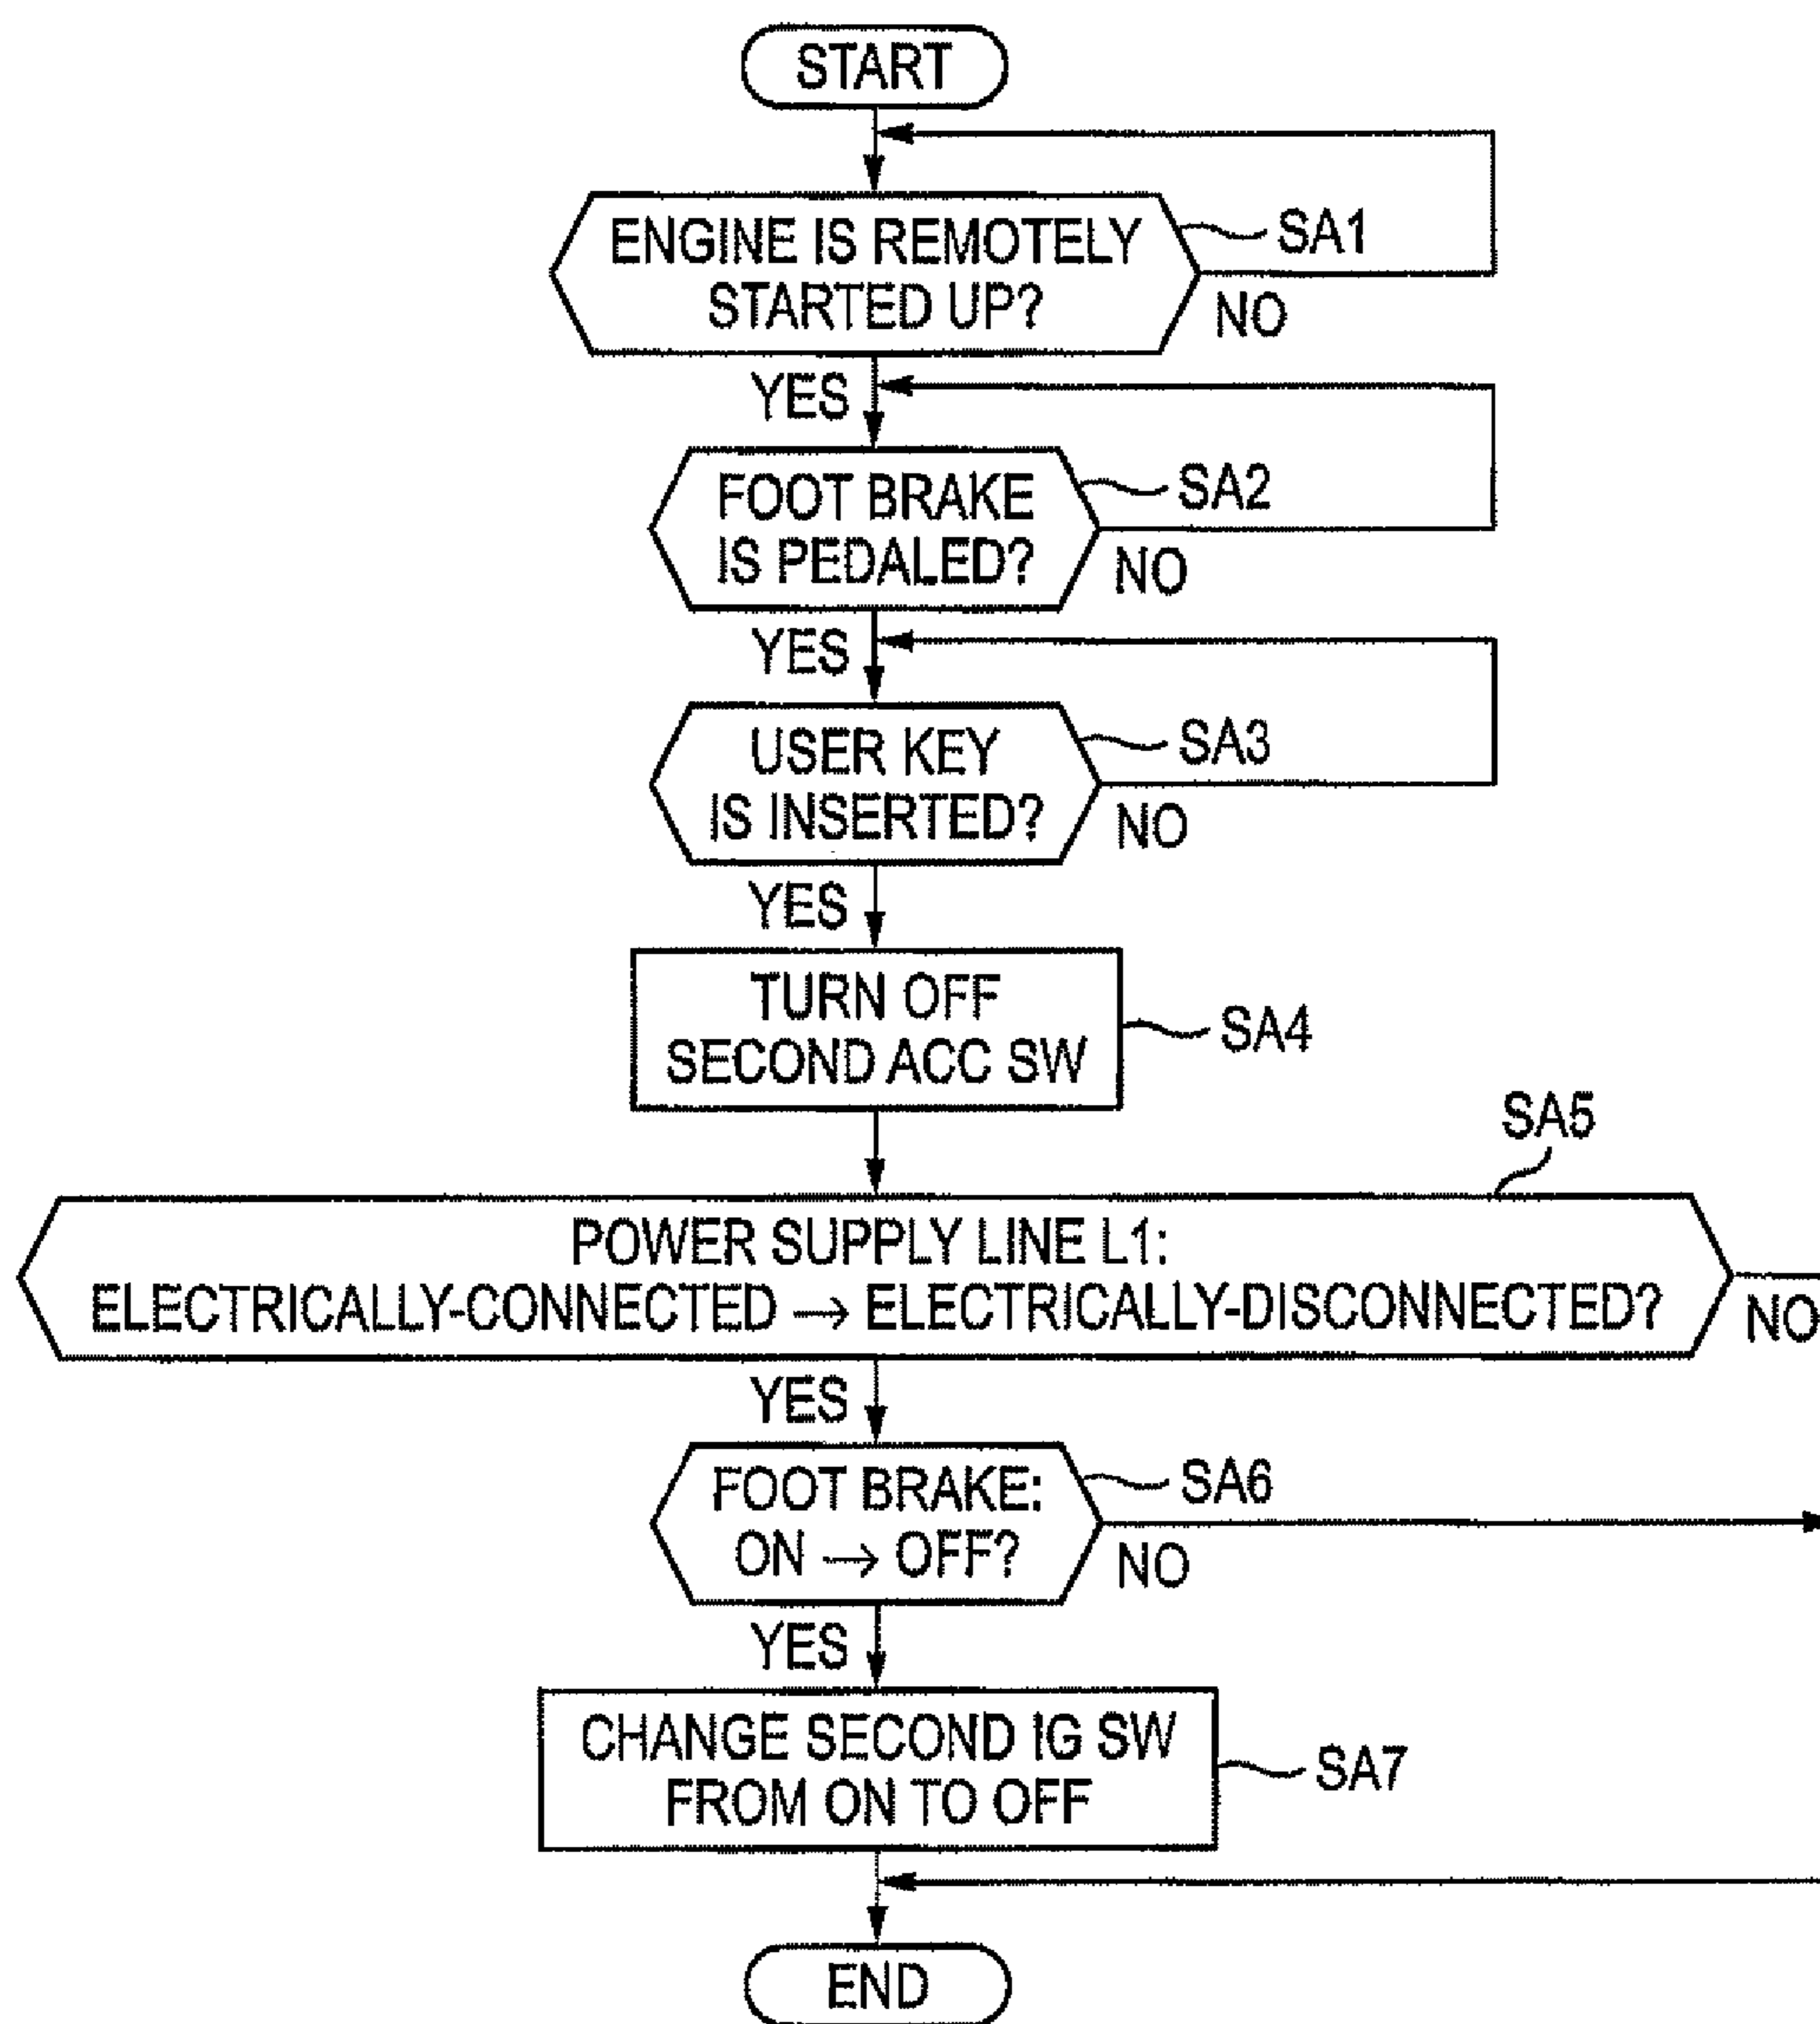 START
ENGINE IS REMOTELY
STARTED UP?
SA1
NO
YES
FOOT BRAKE
IS PEDALED?
SA2
NO
YES
USER KEY
IS INSERTED?
SA3
NO
YES
TURN OFF
SECOND ACC SW
SA4
SA5
POWER SUPPLY LINE L1:
ELECTRICALLY-CONNECTED → ELECTRICALLY-DISCONNECTED?
NO
YES
FOOT BRAKE:
ON → OFF?
SA6
NO
YES
CHANGE SECOND IG SW
FROM ON TO OFF
SA7
END